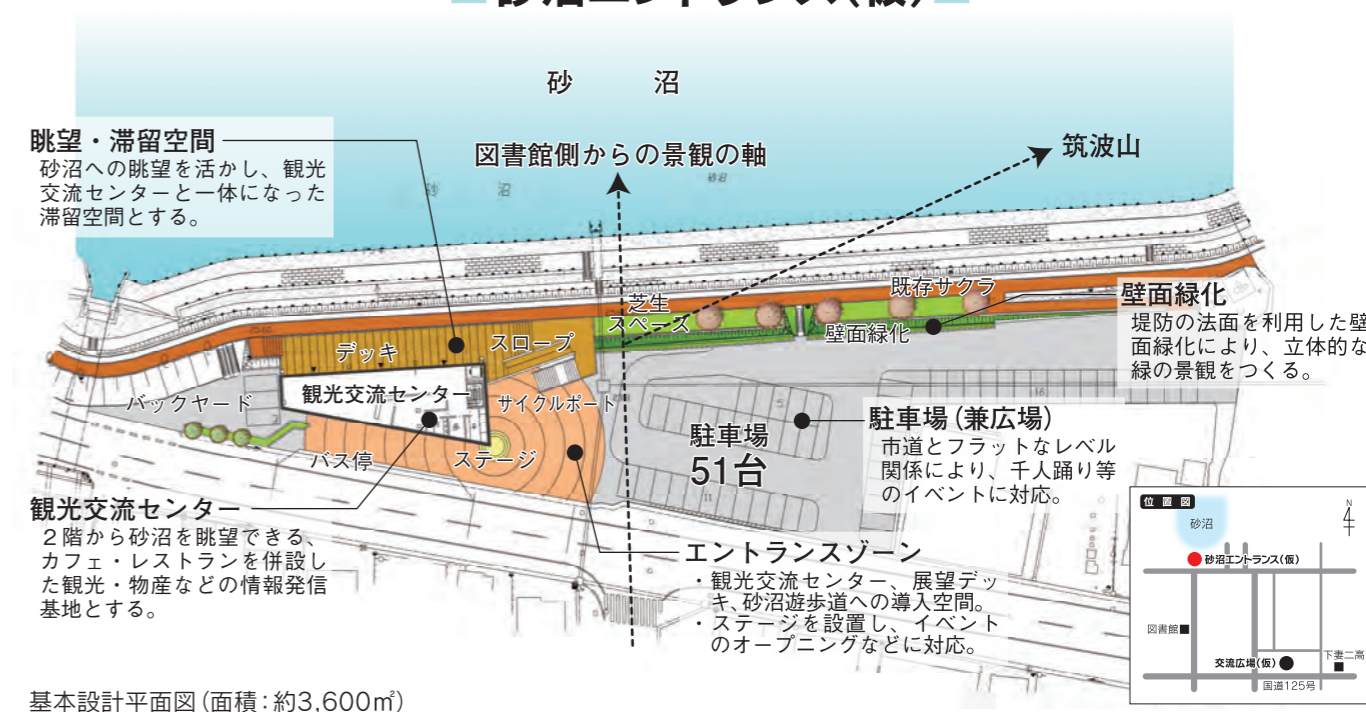 砂沼エントランス(仮)
砂　沼
図書館側からの景観の軸
筑波山
砂　沼
砂沼
眺望・滞留空間
砂沼への眺望を活かし、観光
交流センターと一体になった
滞留空間とする。
既存サクラ
芝生
スペース
壁面緑化
壁面緑化
堤防の法面を利用した壁
面緑化により、立体的な
緑の景観をつくる。
デッキ
スロープ
観光交流センター
サイクルポート
バックヤード
バス停
ステージ
駐車場
51台
5
16
11
駐車場(兼広場)
市道とフラットなレベル
関係により、千人踊り等
のイベントに対応。
観光交流センター
２階から砂沼を眺望できる、
カフェ・レストランを併設し
た観光・物産などの情報発信
基地とする。
エントランスゾーン
・観光交流センター、展望デッ
キ、砂沼遊歩道への導入空間。
・ステージを設置し、イベント
のオープニングなどに対応。
位置図
N
砂沼
砂沼エントランス(仮)
図書館
交流広場(仮)
下妻二高
国道125号
基本設計平面図(面積：約3,600㎡)